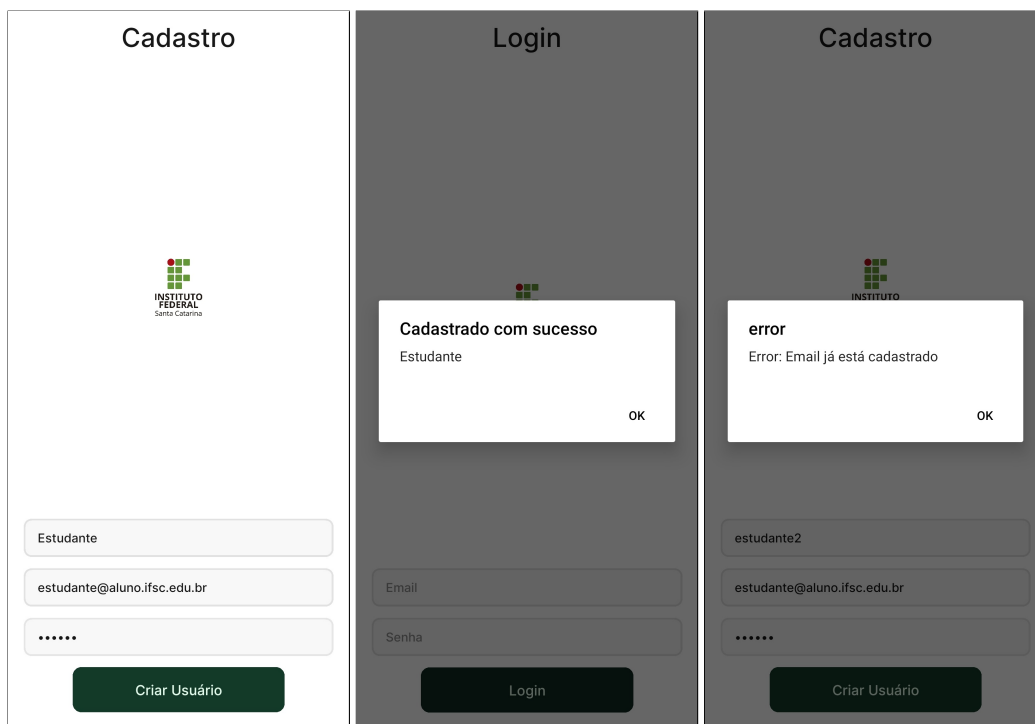 Cadastro
INSTITUTO
FEDERAL
Santa Catarina
Estudante
estudante@aluno.ifsc.edu.br
••••••
Criar Usuário
Login
Cadastrado com sucesso
Estudante
OK
Email
Senha
Login
Cadastro
INSTITUTO
error
Error: Email já está cadastrado
OK
estudante2
estudante@aluno.ifsc.edu.br
••••••
Criar Usuário